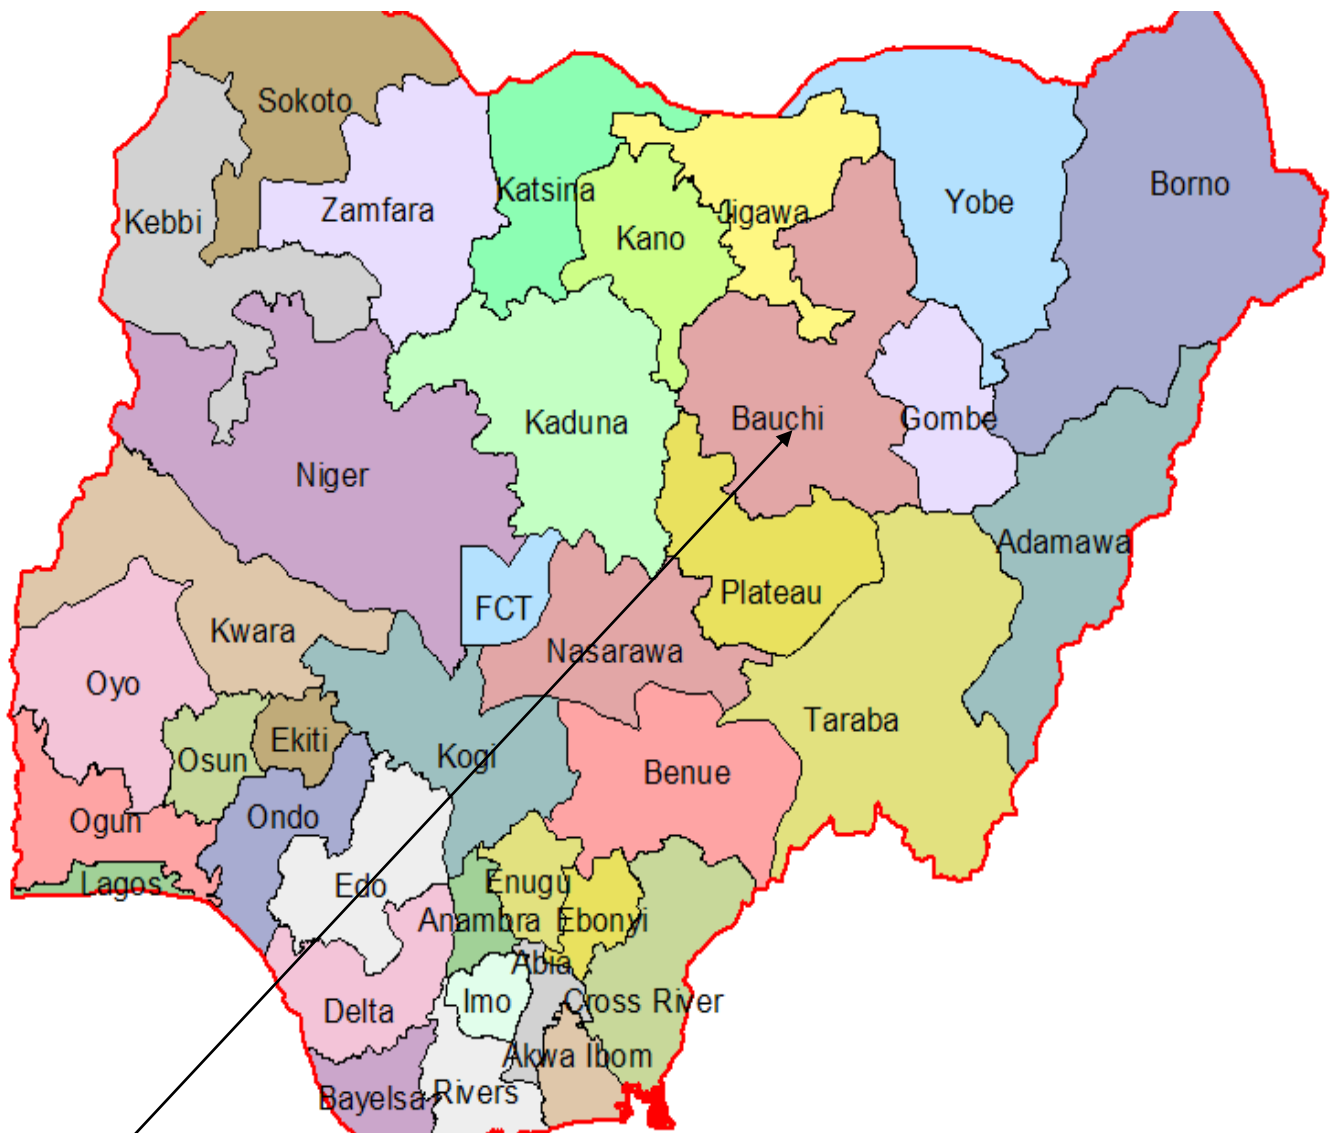 Sokoto
Katsina
Borno
Yobe
Zamfara
Jigawa
Kebbi
Kano
Bauchi
Gombe
Kaduna
Niger
Adamawa
Plateau
FCT
Kwara
Nasarawa
Oyo
Taraba
Ekiti
Kogi
Osun
Benue
Ondo
Ogun
Lagos
Edo
Enugu
Anambra
Ebonyi
Abia
Imo
Cross River
Delta
Akwa Ibom
Rivers
Bayelsa